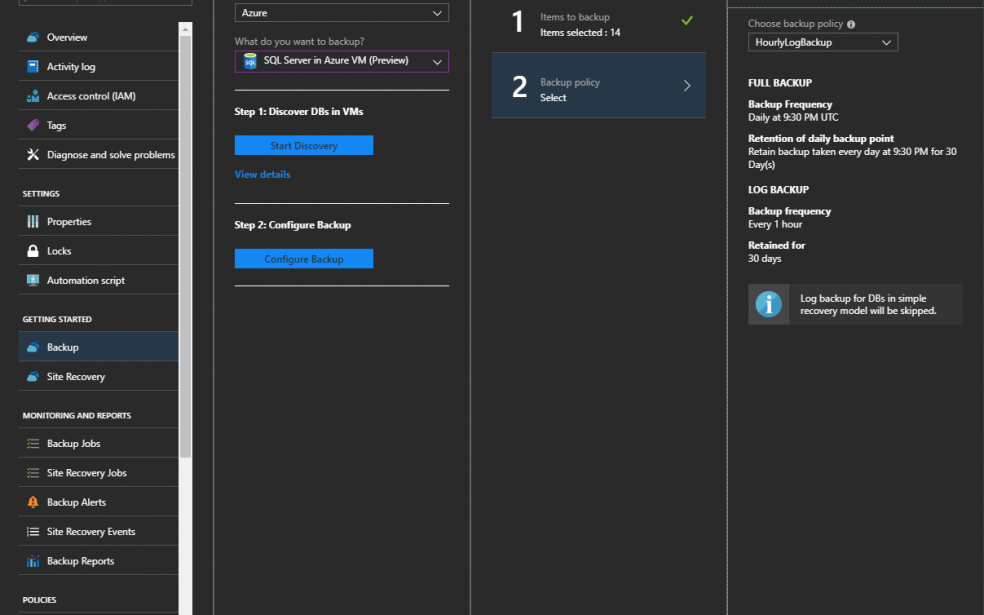 Overview
Activity log
Access control (IAM)
Tags
Diagnose and solve problems
SETTINGS
Properties
Locks
Automation script
GETTING STARTED
Backup
Site Recovery
MONITORING AND REPORTS
Backup Jobs
Site Recovery Jobs
Backup Alerts
Site Recovery Events
Backup Reports
POLICIES
Azure
What do you want to backup?
SQL
SQL Server in Azure VM (Preview)
Step 1: Discover DBs in VMs
Start Discovery
View details
Step 2: Configure Backup
Configure Backup
1
Items to backup
Items selected : 14
2
Backup policy
Select
Choose backup policy
HourlyLogBackup
FULL BACKUP
Backup Frequency
Daily at 9:30 PM UTC
Retention of daily backup point
Retain backup taken every day at 9:30 PM for 30
Day(s)
LOG BACKUP
Backup frequency
Every 1 hour
Retained for
30 days
Log backup for DBs in simple
recovery model will be skipped.